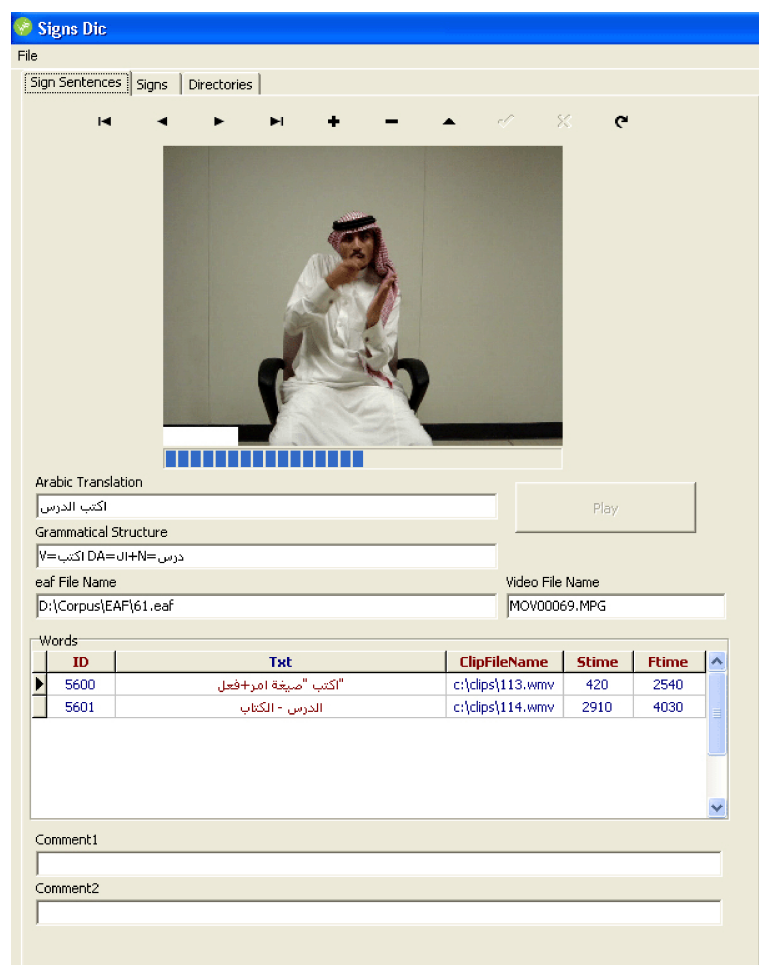 Signs Dic
File
Sign Sentences Signs Directories
Arabic Translation
اكتب الدرس
Play
Grammatical Structure
V=اكتب DA=ال+N=درس
eaf File Name
Video File Name
D:\Corpus\EAF\61.eaf
MOV00069.MPG
Words
ID Txt ClipFileName Stime Ftime
5600 اكتب "صيغة امر+فعل" c:\clips\113.wmv 420 2540
5601 الدرس - الكتاب c:\clips\114.wmv 2910 4030
Comment1
Comment2